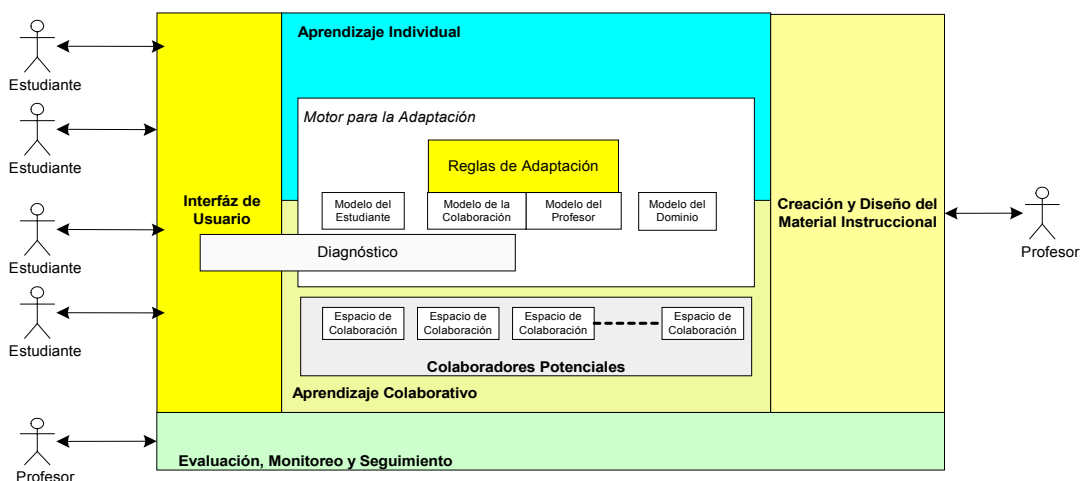 Estudiante
Estudiante
Estudiante
Estudiante
Profesor
Interfáz de
Usuario
Aprendizaje Individual
Motor para la Adaptación
Reglas de Adaptación
Modelo del
Estudiante
Modelo de la
Colaboración
Modelo del
Profesor
Modelo del
Dominio
Diagnóstico
Espacio de
Colaboración
Espacio de
Colaboración
Espacio de
Colaboración
Espacio de
Colaboración
Colaboradores Potenciales
Aprendizaje Colaborativo
Creación y Diseño del
Material Instruccional
Profesor
Evaluación, Monitoreo y Seguimiento